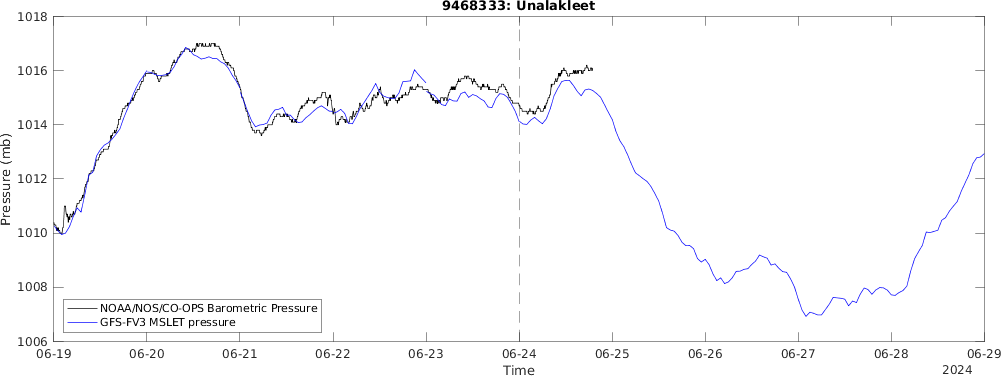 9468333: Unalakleet
Pressure (mb)
1018
1016
1014
1012
1010
1008
1006
NOAA/NOS/CO-OPS Barometric Pressure
GFS-FV3 MSLET pressure
06-19 06-20 06-21 06-22 06-23 06-24 06-25 06-26 06-27 06-28 06-29
Time
2024